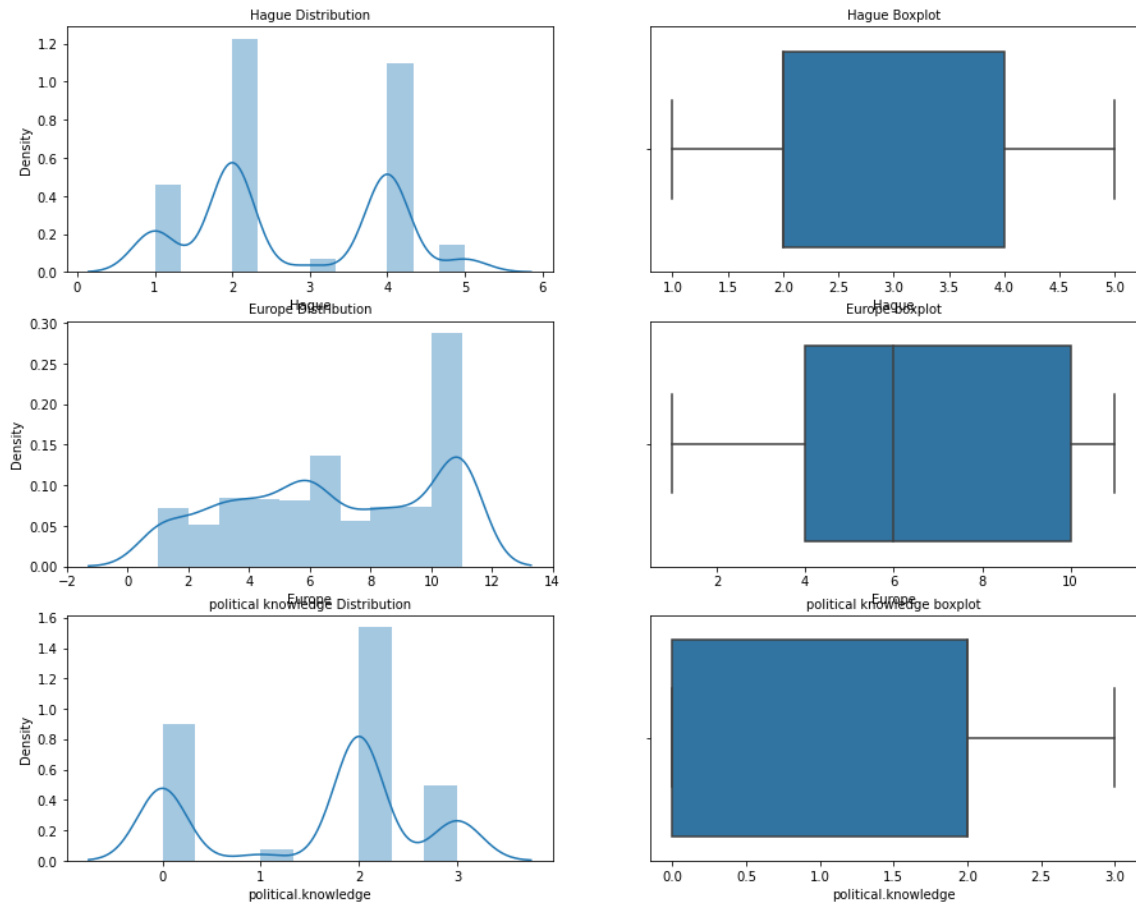 Hague Distribution
Density
1.2
1.0
0.8
0.6
0.4
0.2
0.0
0 1 2 3 4 5 6
Hague
Hague Boxplot
1.0 1.5 2.0 2.5 3.0 3.5 4.0 4.5 5.0
Hague
Europe Distribution
Density
0.30
0.25
0.20
0.15
0.10
0.05
0.00
−2 0 2 4 6 8 10 12 14
Europe
Europe boxplot
2 4 6 8 10
Europe
political knowledge Distribution
Density
1.6
1.4
1.2
1.0
0.8
0.6
0.4
0.2
0.0
0 1 2 3
political.knowledge
political knowledge boxplot
0.0 0.5 1.0 1.5 2.0 2.5 3.0
political.knowledge